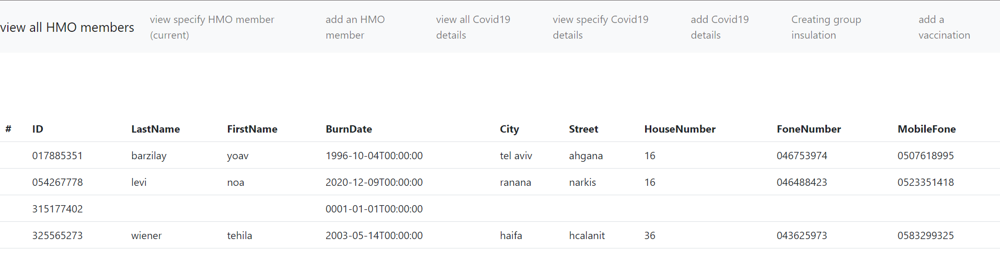 view all HMO members
view specify HMO member
(current)
add an HMO
member
view all Covid19
details
view specify Covid19
details
add Covid19
details
Creating group
insulation
add a
vaccination
# ID LastName FirstName BurnDate City Street HouseNumber FoneNumber MobileFone
017885351 barzilay yoav 1996-10-04T00:00:00 tel aviv ahgana 16 046753974 0507618995
054267778 levi noa 2020-12-09T00:00:00 ranana narkis 16 046488423 0523351418
315177402 0001-01-01T00:00:00
325565273 wiener tehila 2003-05-14T00:00:00 haifa hcalanit 36 043625973 0583299325